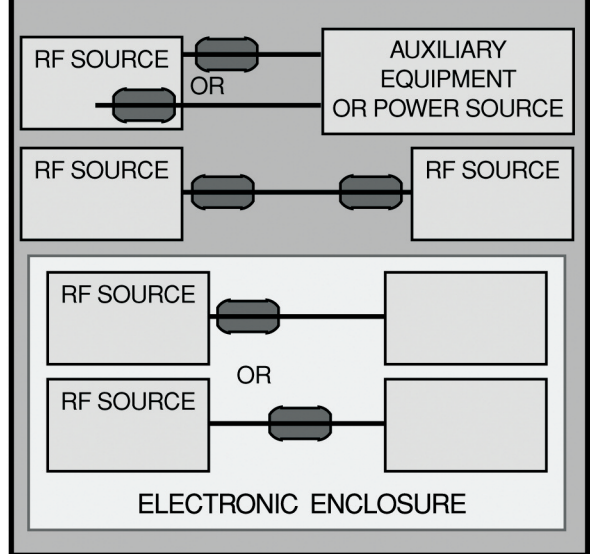 RF SOURCE
OR
AUXILIARY
EQUIPMENT
OR POWER SOURCE
RF SOURCE
RF SOURCE
RF SOURCE
OR
RF SOURCE
ELECTRONIC ENCLOSURE